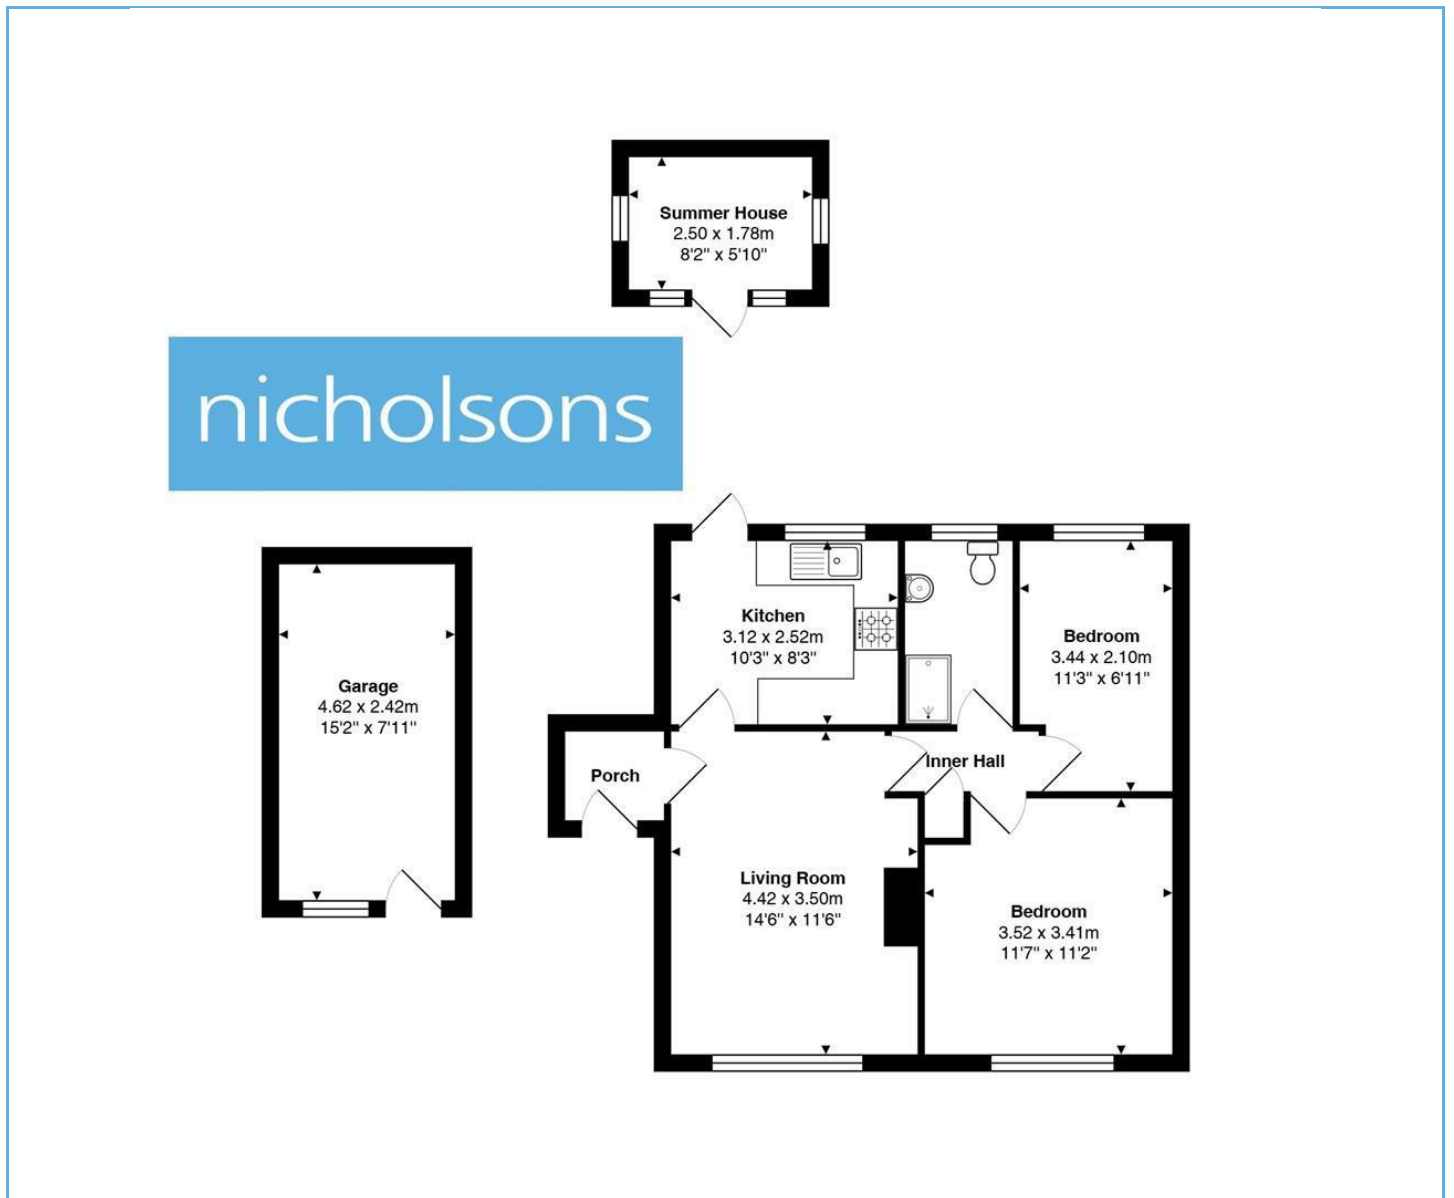 Summer House
2.50 x 1.78m
8'2" x 5'10"
nicholsons
Kitchen
3.12 x 2.52m
10'3" x 8'3"
Bedroom
3.44 x 2.10m
11'3" x 6'11"
Garage
4.62 x 2.42m
15'2" x 7'11"
Porch
Inner Hall
Living Room
4.42 x 3.50m
14'6" x 11'6"
Bedroom
3.52 x 3.41m
11'7" x 11'2"